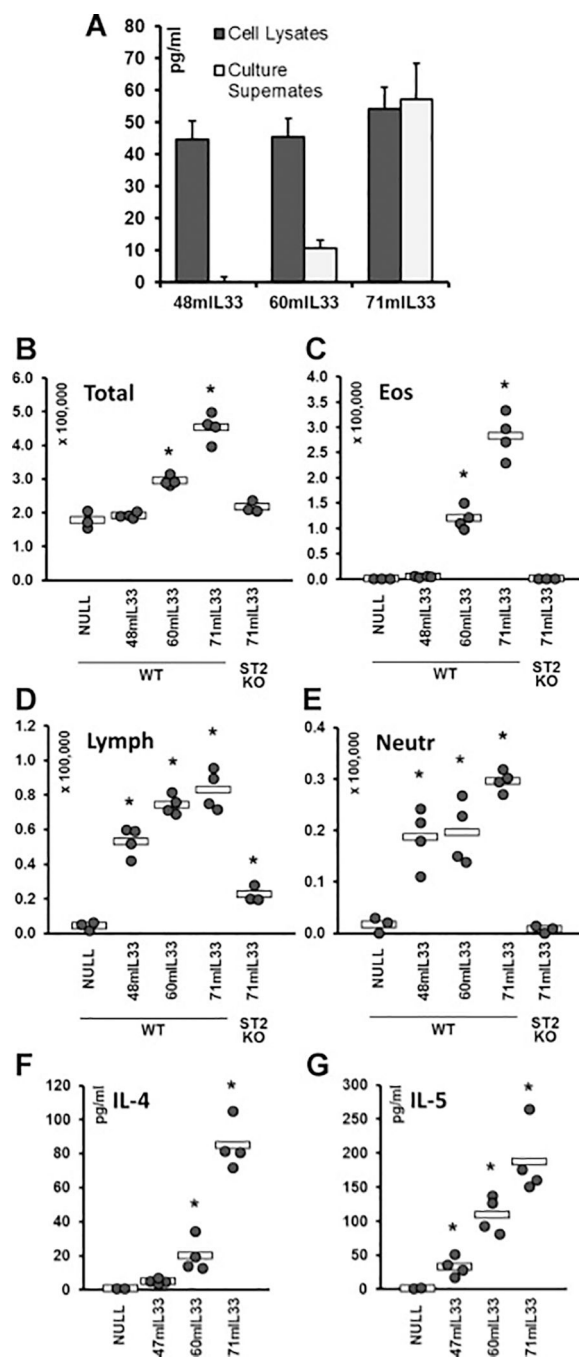 A
pg/ml
80
70
60
50
40
30
20
10
0
Cell Lysates
Culture
Supernates
48mIL33 60mIL33 71mIL33
B
Total
x 100,000
6.0
5.0
4.0
3.0
2.0
1.0
0.0
* *
NULL 48mIL33 60mIL33 71mIL33 71mIL33
WT ST2
KO
C
Eos
x 100,000
4.0
3.5
3.0
2.5
2.0
1.5
1.0
0.5
0.0
* *
NULL 48mIL33 60mIL33 71mIL33 71mIL33
WT ST2
KO
D
Lymph
x 100,000
1.2
1.0
0.8
0.6
0.4
0.2
0.0
* * * *
NULL 48mIL33 60mIL33 71mIL33 71mIL33
WT ST2
KO
E
Neutr
x 100,000
0.4
0.3
0.2
0.1
0.0
* * *
NULL 48mIL33 60mIL33 71mIL33 71mIL33
WT ST2
KO
F
IL-4
pg/ml
120
100
80
60
40
20
0
* *
NULL 47mIL33 60mIL33 71mIL33
G
IL-5
pg/ml
300
250
200
150
100
50
0
* * *
NULL 47mIL33 60mIL33 71mIL33